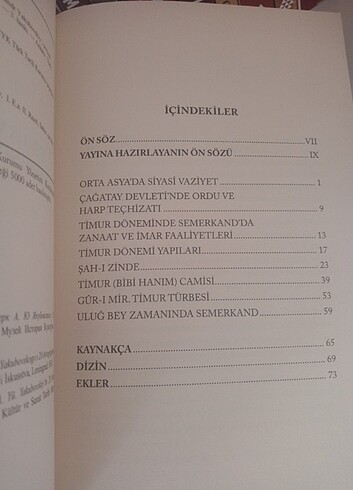 İÇİNDEKİLER
ÖN SÖZ VII
YAYINA HAZIRLAYANIN ÖN SÖZÜ IX
ORTA ASYA'DA SİYASİ VAZİYET 1
ÇAĞATAY DEVLETİ'NDE ORDU VE
HARP TEÇHİZATI 9
TİMUR DÖNEMİNDE SEMERKAND'DA
ZANAAT VE İMAR FAALİYETLERİ 13
TİMUR DÖNEMİ YAPILARI 17
ŞAH-I ZİNDE 23
TİMUR (BİBİ HANIM) CAMİSİ 39
GÛR-I MİR. TİMUR TÜRBESİ 53
ULUĞ BEY ZAMANINDA SEMERKAND 59
KAYNAKÇA 65
DİZİN 69
EKLER 73